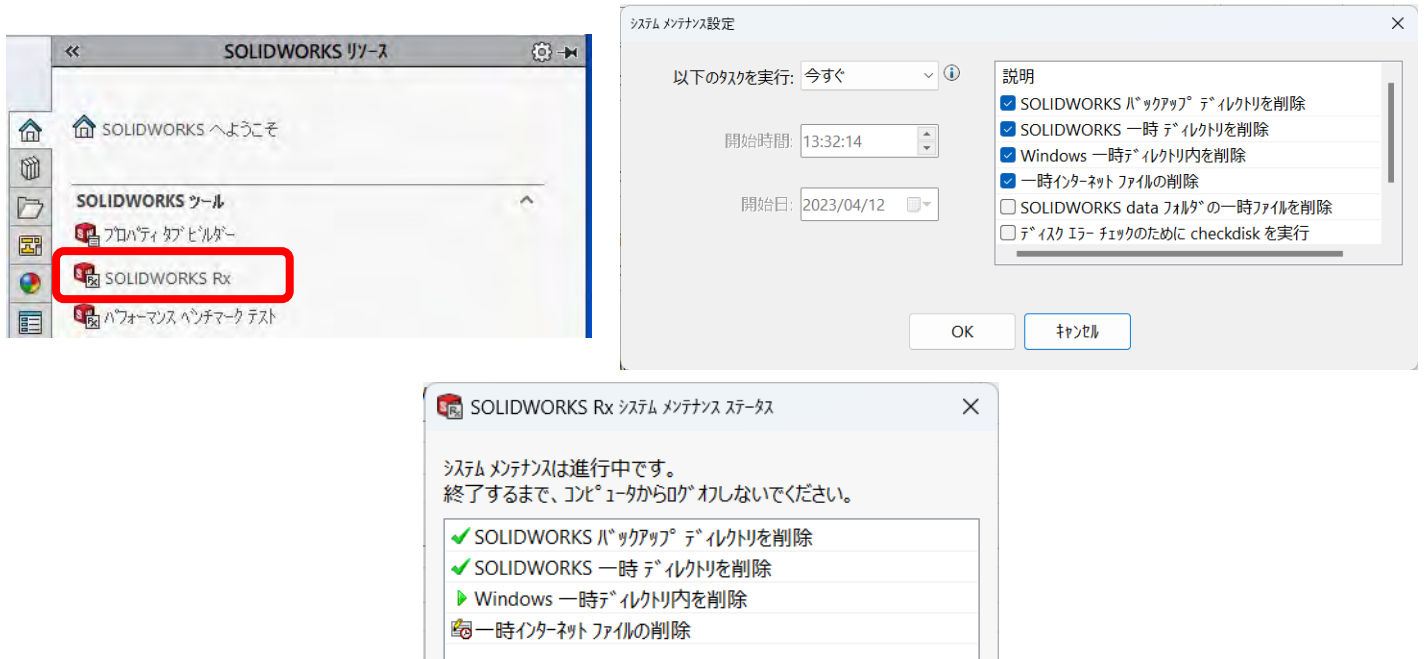 SOLIDWORKS リソース
SOLIDWORKS へようこそ
SOLIDWORKS ツール
プロパティ タブ ビルダー
SOLIDWORKS Rx
パフォーマンス ベンチマーク テスト
システム メンテナンス設定
以下のタスクを実行: 今すぐ
開始時間: 13:32:14
開始日: 2023/04/12
説明
SOLIDWORKS バックアップ ディレクトリを削除
SOLIDWORKS 一時 ディレクトリを削除
Windows 一時ディレクトリ内を削除
一時インターネット ファイルの削除
SOLIDWORKS data フォルダの一時ファイルを削除
ディスク エラー チェックのために checkdisk を実行
OK キャンセル
SOLIDWORKS Rx システム メンテナンス ステータス
システム メンテナンスは進行中です。
終了するまで、コンピュータからログオフしないでください。
SOLIDWORKS バックアップ ディレクトリを削除
SOLIDWORKS 一時 ディレクトリを削除
Windows 一時ディレクトリ内を削除
一時インターネット ファイルの削除